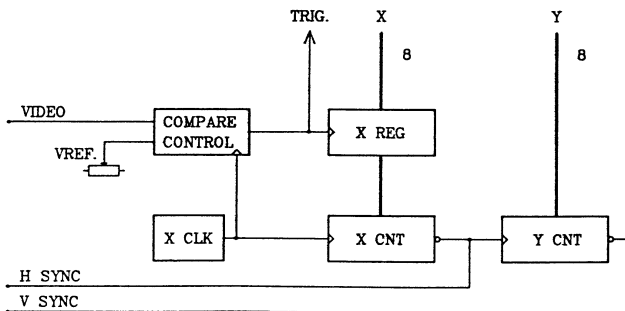 TRIG. X Y
8 8
VIDEO
COMPARE
CONTROL
X REG
VREF.
X CLK
X CNT
Y CNT
H SYNC
V SYNC